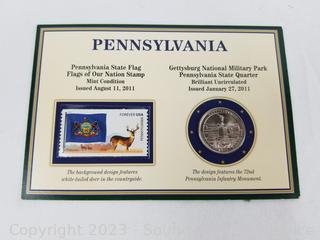 PENNSYLVANIA
Pennsylvania State Flag
Flags of Our Nation Stamp
Mint Condition
Issued August 11, 2011
Gettysburg National Military Park
Pennsylvania State Quarter
Brilliant Uncirculated
Issued January 27, 2011
FOREVER USA
The background design features
white-tailed deer in the countryside.
The design features the 72nd
Pennsylvania Infantry Monument.
Copyright 2023